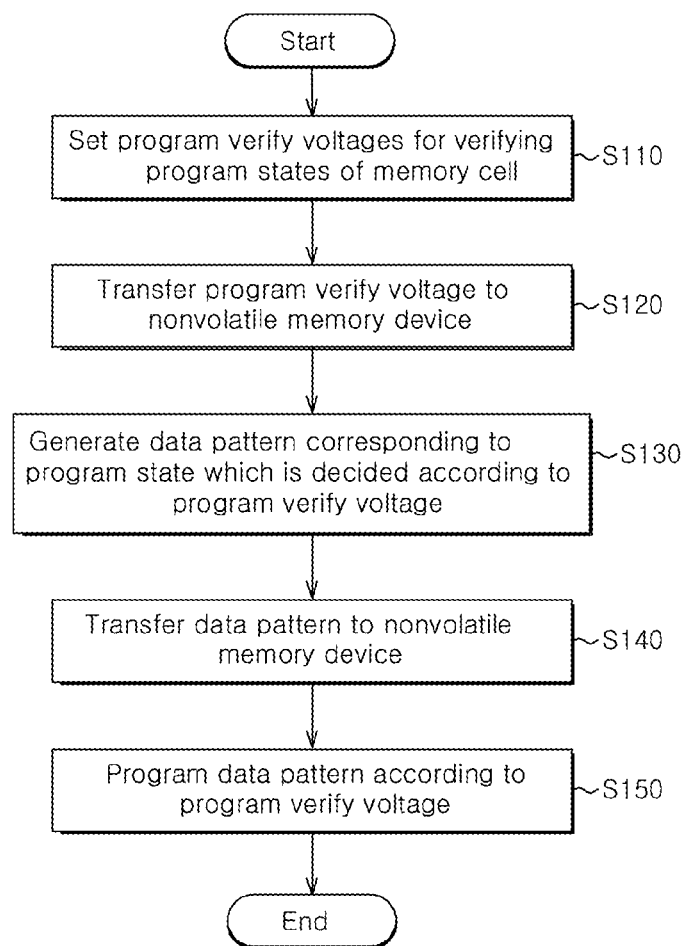 Start
Set program verify voltages for verifying
program states of memory cell
S110
Transfer program verify voltage to
nonvolatile memory device
S120
Generate data pattern corresponding to
program state which is decided according to
program verify voltage
S130
Transfer data pattern to nonvolatile
memory device
S140
Program data pattern according to
program verify voltage
S150
End